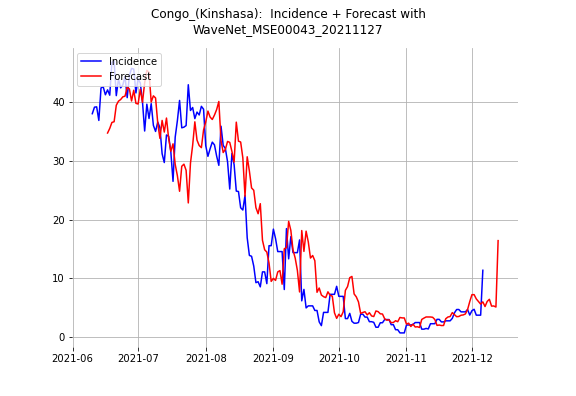 Congo_(Kinshasa):  Incidence + Forecast with
WaveNet_MSE00043_20211127
Incidence
Forecast
40
30
20
10
0
2021-06 2021-07 2021-08 2021-09 2021-10 2021-11 2021-12